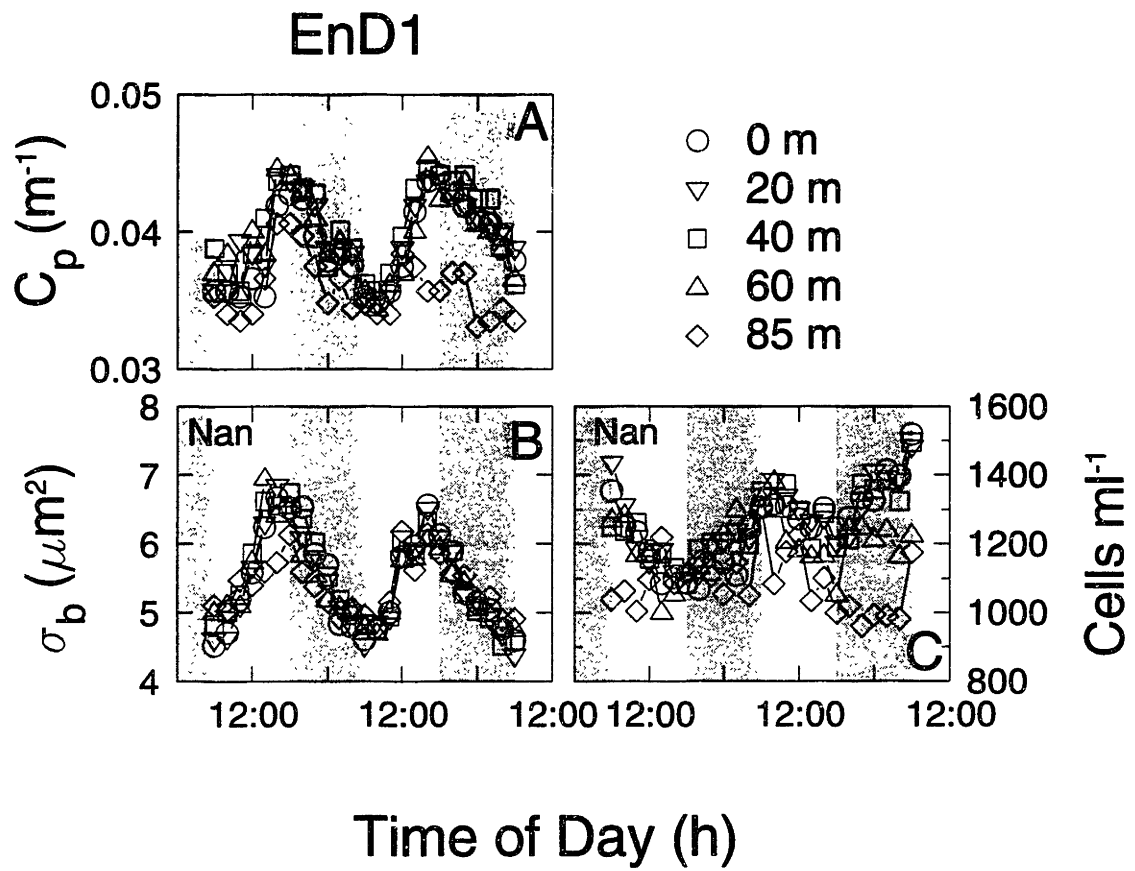 EnD1
0.05
0.04
0.03
Cp (m-1)
A
0 m
20 m
40 m
60 m
85 m
8
7
6
5
4
σb (μm2)
Nan
B
Nan
C
1600
1400
1200
1000
800
Cells ml-1
12:00 12:00 12:00 12:00 12:00 12:00
Time of Day (h)